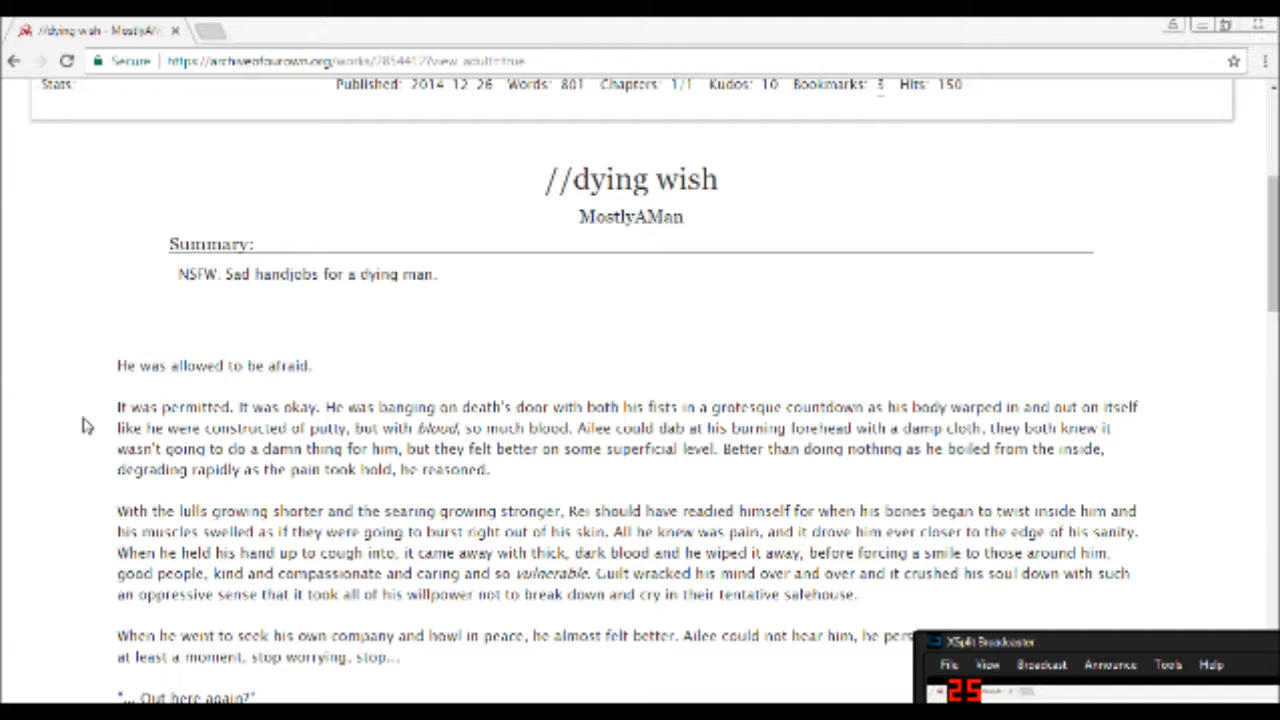 //dying wish - MostlyAM
Secure https://archiveofourown.org/works/2854412?view_adult=true
Stats: Published: 2014-12-26 Words: 801 Chapters: 1/1 Kudos: 10 Bookmarks: 3 Hits: 150
//dying wish
MostlyAMan
Summary:
NSFW. Sad handjobs for a dying man.
He was allowed to be afraid.
It was permitted. It was okay. He was banging on death's door with both his fists in a grotesque countdown as his body warped in and out on itself
like he were constructed of putty, but with blood, so much blood. Ailee could dab at his burning forehead with a damp cloth, they both knew it
wasn't going to do a damn thing for him, but they felt better on some superficial level. Better than doing nothing as he boiled from the inside,
degrading rapidly as the pain took hold, he reasoned.
With the lulls growing shorter and the searing growing stronger, Rei should have readied himself for when his bones began to twist inside him and
his muscles swelled as if they were going to burst right out of his skin. All he knew was pain, and it drove him ever closer to the edge of his sanity.
When he held his hand up to cough into, it came away with thick, dark blood and he wiped it away, before forcing a smile to those around him,
good people, kind and compassionate and caring and so vulnerable. Guilt wracked his mind over and over and it crushed his soul down with such
an oppressive sense that it took all of his willpower not to break down and cry in their tentative safehouse.
When he went to seek his own company and howl in peace, he almost felt better. Ailee could not hear him, he pers
at least a moment, stop worrying, stop...
"... Out here again?"
XSplit Broadcaster
File View Broadcast Announce Tools Help
25